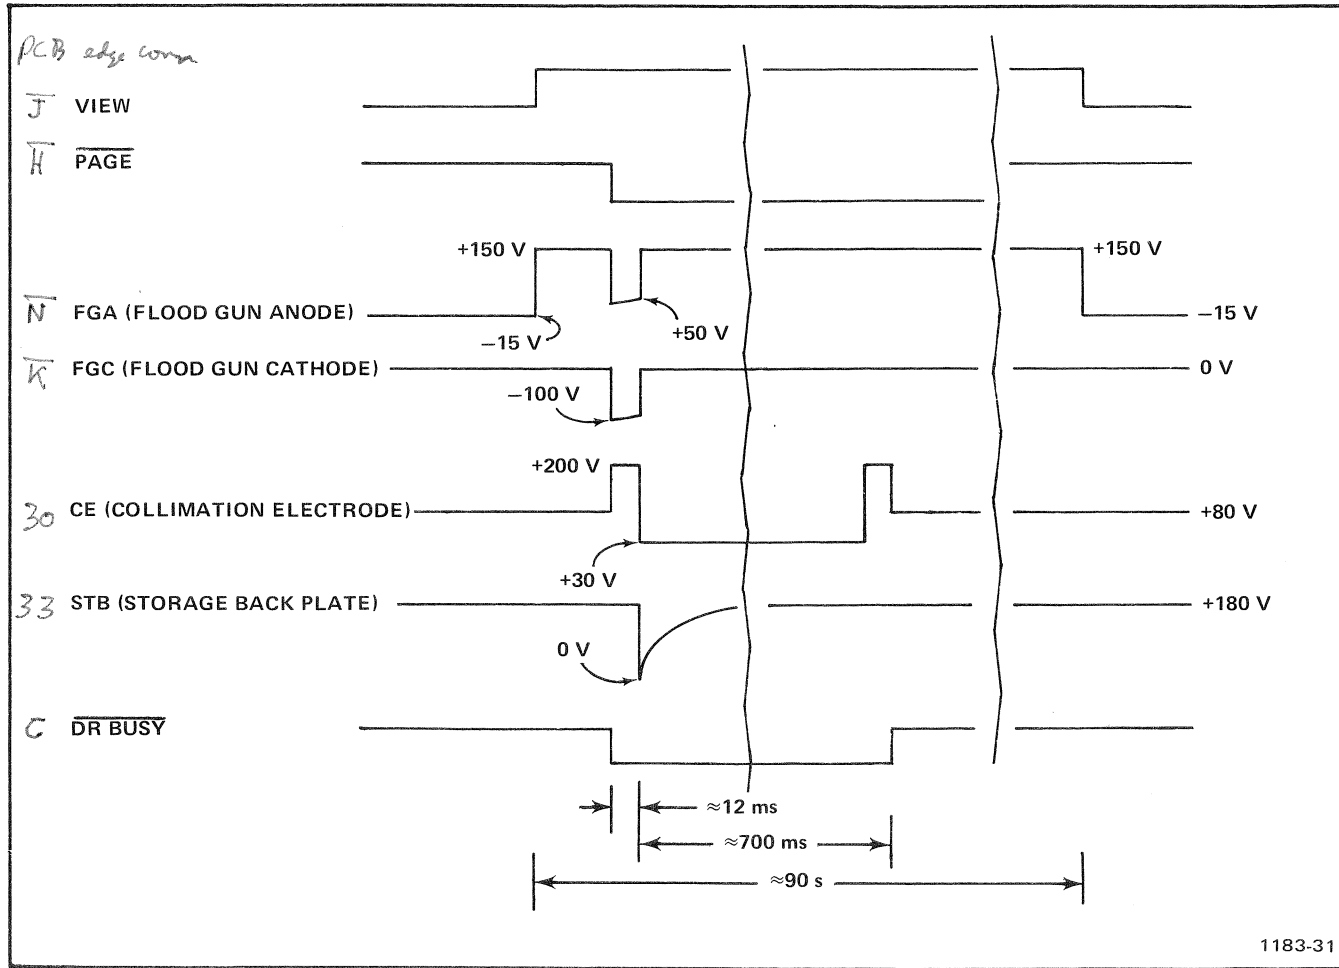 PCB edge conn
J VIEW
H PAGE
+150 V
+150 V
N FGA (FLOOD GUN ANODE)
−15 V
+50 V
−15 V
K FGC (FLOOD GUN CATHODE)
0 V
−100 V
+200 V
30 CE (COLLIMATION ELECTRODE)
+80 V
+30 V
33 STB (STORAGE BACK PLATE)
+180 V
0 V
C DR BUSY
≈12 ms
≈700 ms
≈90 s
1183-31